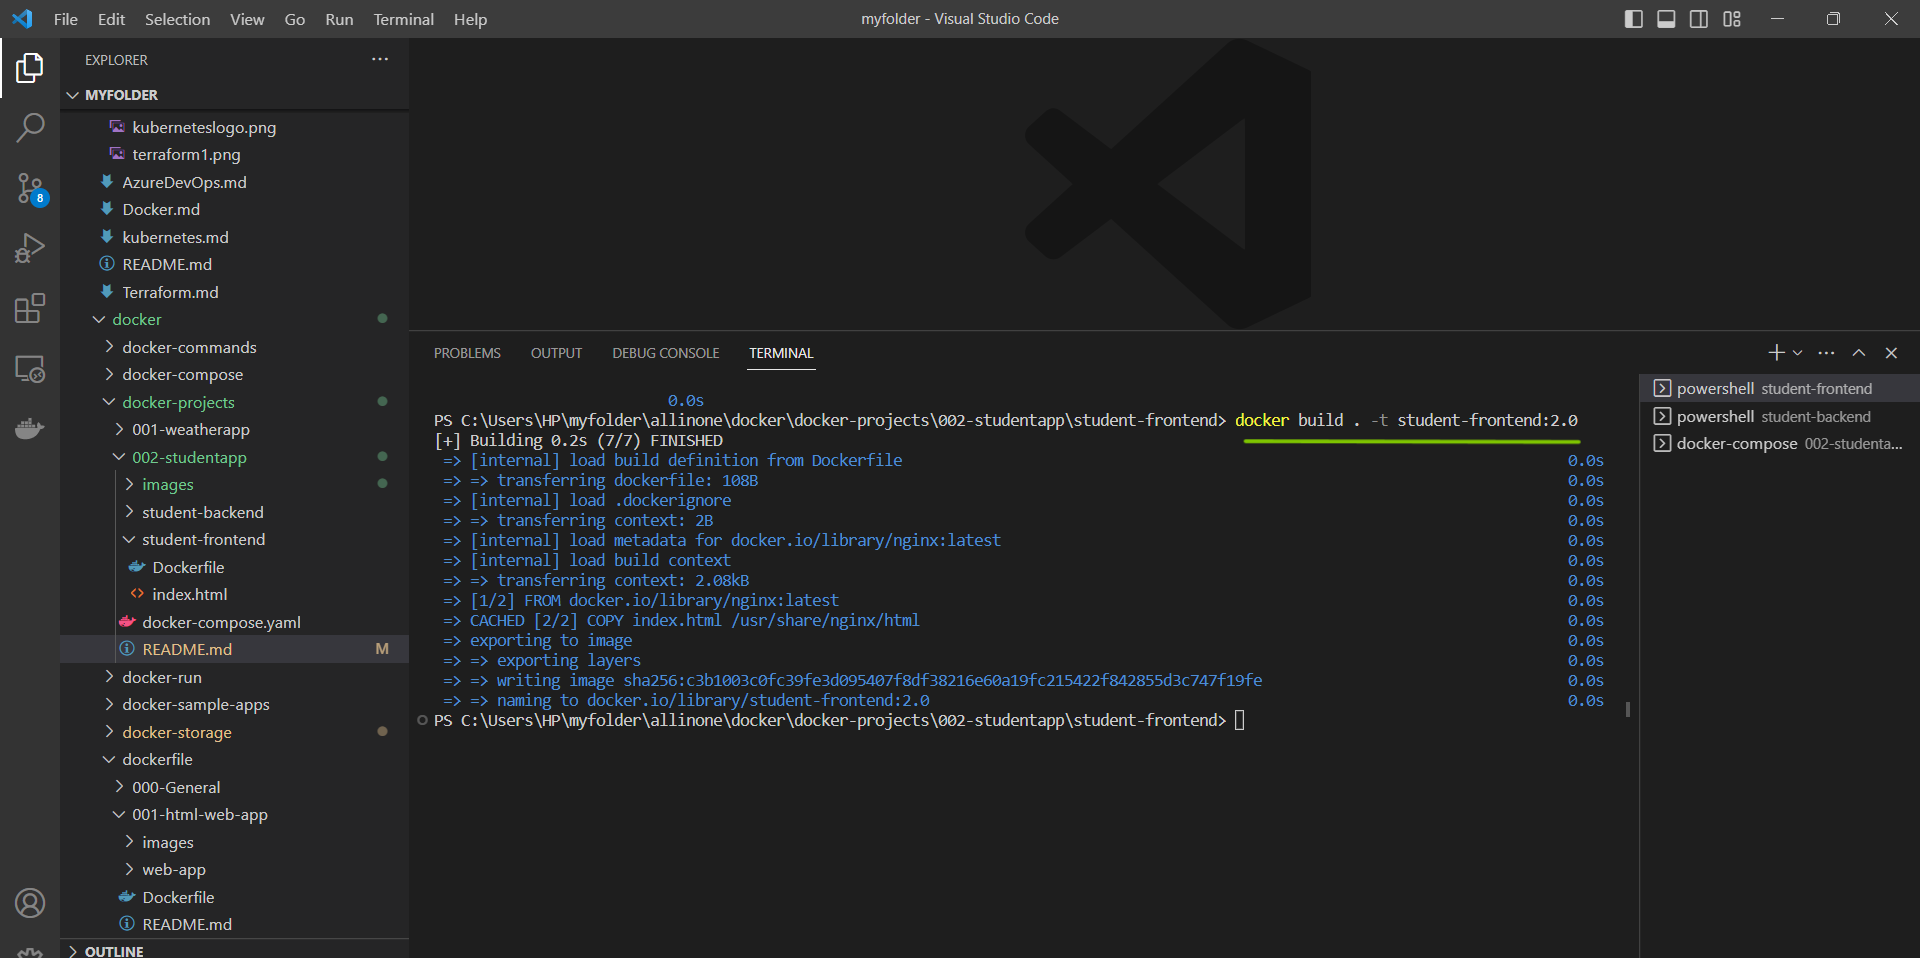 File Edit Selection View Go Run Terminal Help
myfolder - Visual Studio Code
EXPLORER
MYFOLDER
kuberneteslogo.png
terraform1.png
AzureDevOps.md
Docker.md
kubernetes.md
README.md
Terraform.md
docker
docker-commands
docker-compose
docker-projects
001-weatherapp
002-studentapp
images
student-backend
student-frontend
Dockerfile
index.html
docker-compose.yaml
README.md M
docker-run
docker-sample-apps
docker-storage
dockerfile
000-General
001-html-web-app
images
web-app
Dockerfile
README.md
OUTLINE
8
PROBLEMS OUTPUT DEBUG CONSOLE TERMINAL
0.0s
PS C:\Users\HP\myfolder\allinone\docker\docker-projects\002-studentapp\student-frontend> docker build . -t student-frontend:2.0
[+] Building 0.2s (7/7) FINISHED
=> [internal] load build definition from Dockerfile 0.0s
=> => transferring dockerfile: 108B 0.0s
=> [internal] load .dockerignore 0.0s
=> => transferring context: 2B 0.0s
=> [internal] load metadata for docker.io/library/nginx:latest 0.0s
=> [internal] load build context 0.0s
=> => transferring context: 2.08kB 0.0s
=> [1/2] FROM docker.io/library/nginx:latest 0.0s
=> CACHED [2/2] COPY index.html /usr/share/nginx/html 0.0s
=> exporting to image 0.0s
=> => exporting layers 0.0s
=> => writing image sha256:c3b1003c0fc39fe3d095407f8df38216e60a19fc215422f842855d3c747f19fe 0.0s
=> => naming to docker.io/library/student-frontend:2.0 0.0s
PS C:\Users\HP\myfolder\allinone\docker\docker-projects\002-studentapp\student-frontend>
powershell student-frontend
powershell student-backend
docker-compose 002-studenta...